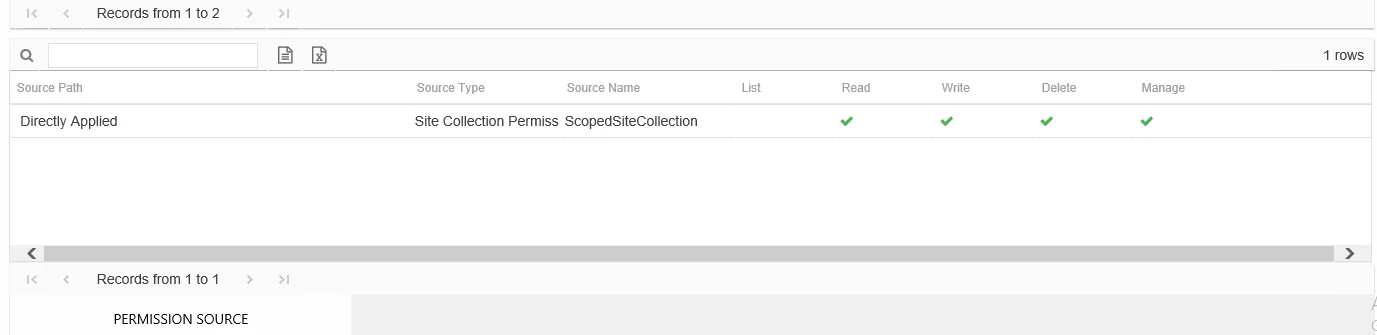 Records from 1 to 2
1 rows
Source Path Source Type Source Name List Read Write Delete Manage
Directly Applied Site Collection Permiss ScopedSiteCollection
Records from 1 to 1
PERMISSION SOURCE